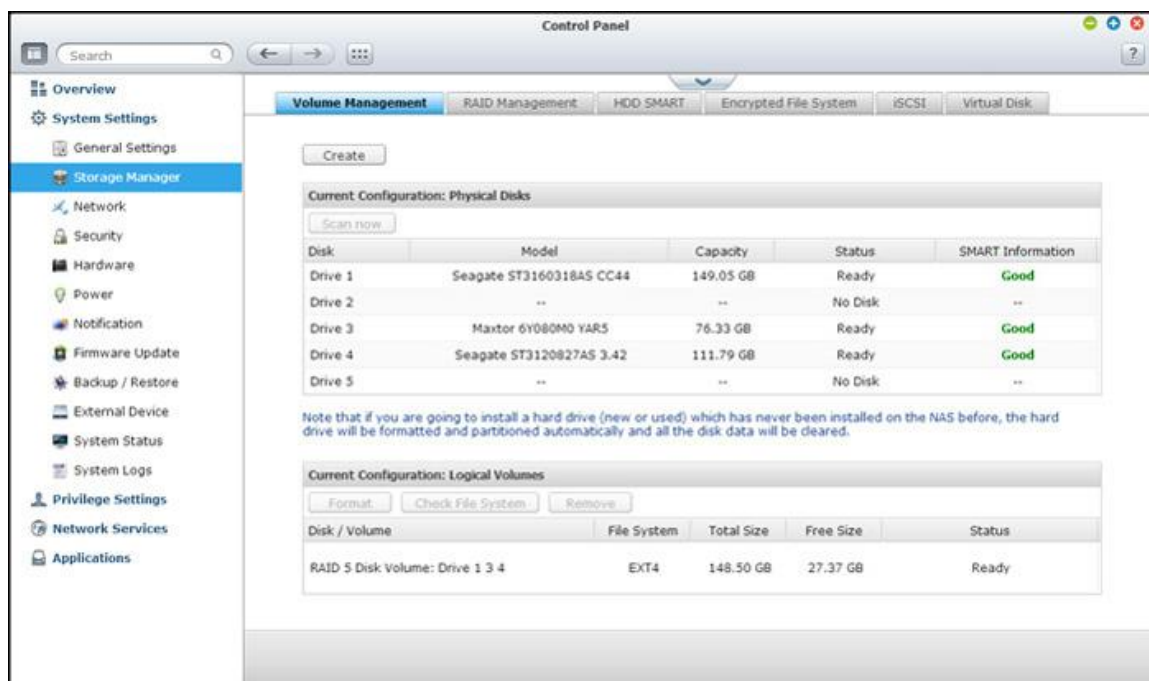 Control Panel
Search
?
Overview
System Settings
General Settings
Storage Manager
Network
Security
Hardware
Power
Notification
Firmware Update
Backup / Restore
External Device
System Status
System Logs
Privilege Settings
Network Services
Applications
Volume Management RAID Management HDD SMART Encrypted File System iSCSI Virtual Disk
Create
Current Configuration: Physical Disks
Scan now
Disk Model Capacity Status SMART Information
Drive 1 Seagate ST3160318AS CC44 149.05 GB Ready Good
Drive 2 -- -- No Disk --
Drive 3 Maxtor 6Y080M0 YAR5 76.33 GB Ready Good
Drive 4 Seagate ST3120827AS 3.42 111.79 GB Ready Good
Drive 5 -- -- No Disk --
Note that if you are going to install a hard drive (new or used) which has never been installed on the NAS before, the hard
drive will be formatted and partitioned automatically and all the disk data will be cleared.
Current Configuration: Logical Volumes
Format Check File System Remove
Disk / Volume File System Total Size Free Size Status
RAID 5 Disk Volume: Drive 1 3 4 EXT4 148.50 GB 27.37 GB Ready